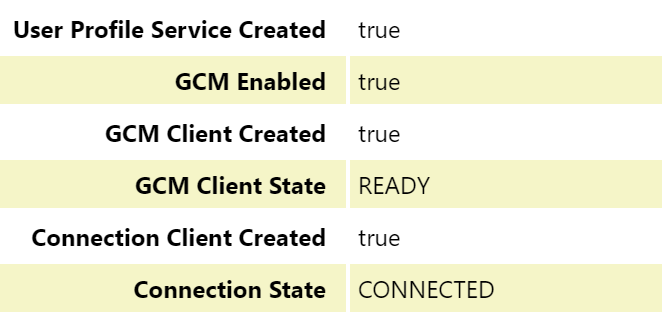 User Profile Service Created true
GCM Enabled true
GCM Client Created true
GCM Client State READY
Connection Client Created true
Connection State CONNECTED